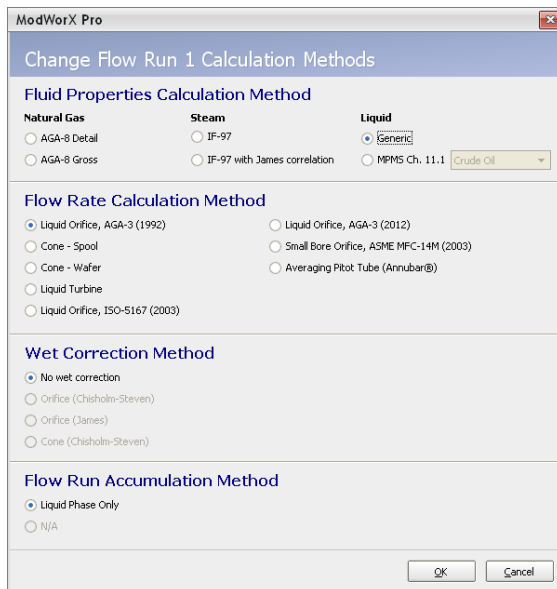 ModWorX Pro
Change Flow Run 1 Calculation Methods
Fluid Properties Calculation Method
Natural Gas Steam Liquid
AGA-8 Detail IF-97 Generic
AGA-8 Gross IF-97 with James correlation MPMS Ch. 11.1 Crude Oil
Flow Rate Calculation Method
Liquid Orifice, AGA-3 (1992) Liquid Orifice, AGA-3 (2012)
Cone - Spool Small Bore Orifice, ASME MFC-14M (2003)
Cone - Wafer Averaging Pitot Tube (Annubar®)
Liquid Turbine
Liquid Orifice, ISO-5167 (2003)
Wet Correction Method
No wet correction
Orifice (Chisholm-Steven)
Orifice (James)
Cone (Chisholm-Steven)
Flow Run Accumulation Method
Liquid Phase Only
N/A
OK Cancel